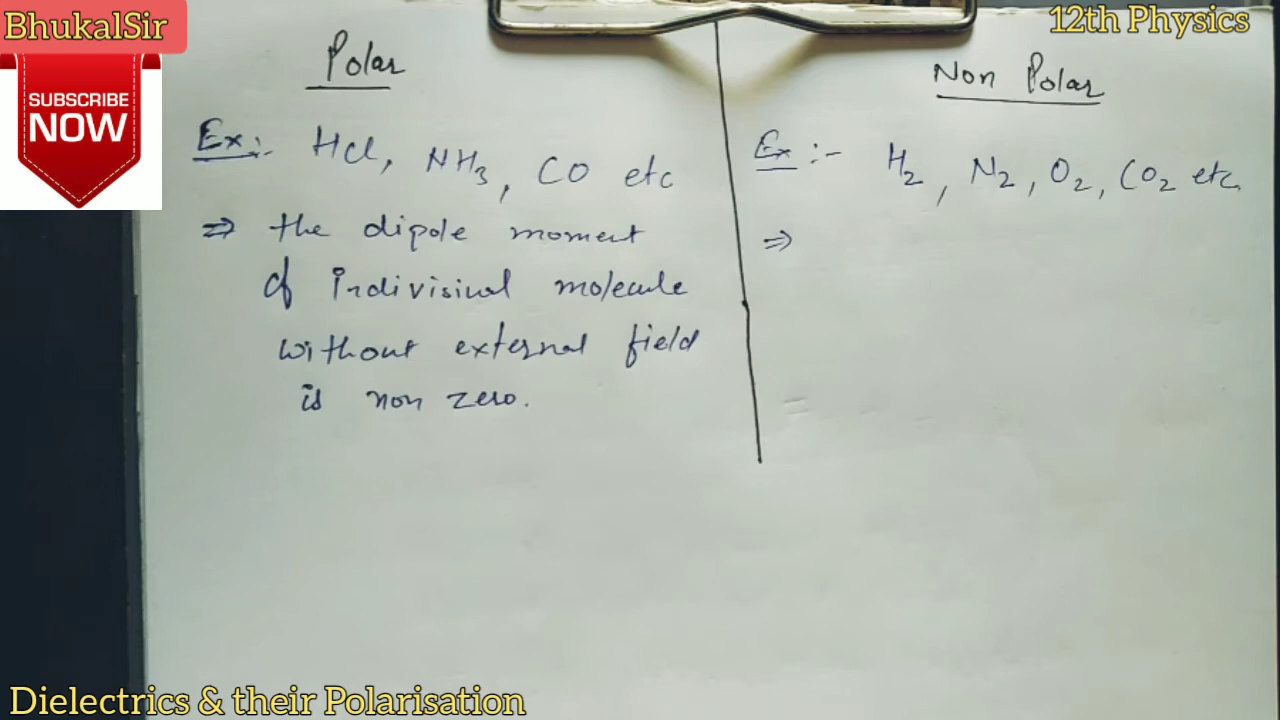 BhukalSir
12th Physics
SUBSCRIBE
NOW
Polar
Ex:- HCl, NH3, CO etc
⇒ the dipole moment
of indivisinal molecule
without external field
is non zero.
Non Polar
Ex :- H2, N2, O2, CO2 etc.
⇒
Dielectrics & their Polarisation